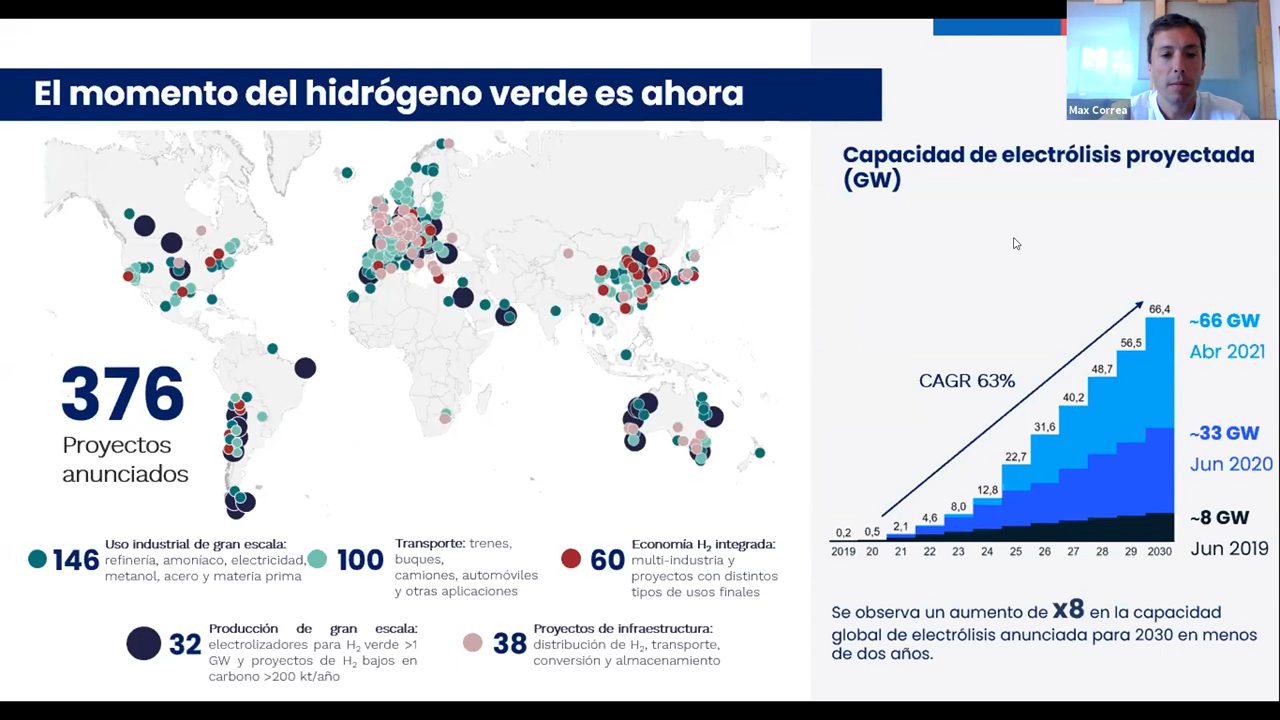 El momento del hidrógeno verde es ahora
Max Correa
376
Proyectos
anunciados
146
Uso industrial de gran escala:
refinería, amoníaco, electricidad,
metanol, acero y materia prima
100
Transporte: trenes,
buques,
camiones, automóviles
y otras aplicaciones
60
Economía H₂ integrada:
multi-industria y
proyectos con distintos
tipos de usos finales
32
Producción de gran escala:
electrolizadores para H₂ verde >1
GW y proyectos de H₂ bajos en
carbono >200 kt/año
38
Proyectos de infraestructura:
distribución de H₂, transporte,
conversión y almacenamiento
Capacidad de electrólisis proyectada
(GW)
CAGR 63%
0,2
0,5
2,1
4,6
8,0
12,8
22,7
31,6
40,2
48,7
56,5
66,4
2019 20 21 22 23 24 25 26 27 28 29 2030
~66 GW
Abr 2021
~33 GW
Jun 2020
~8 GW
Jun 2019
Se observa un aumento de x8 en la capacidad
global de electrólisis anunciada para 2030 en menos
de dos años.